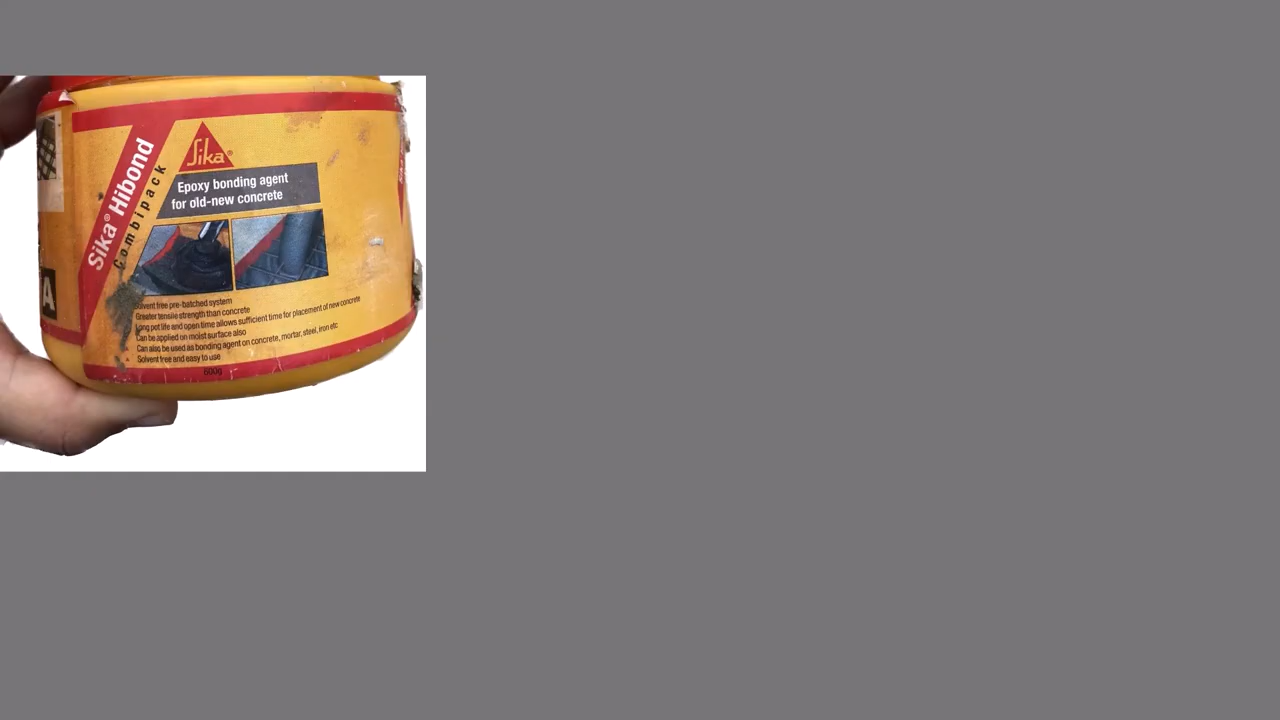 Sika®
Sika® Hibond
Combipack
Epoxy bonding agent
for old-new concrete
Solvent free pre-batched system
Greater tensile strength than concrete
Long pot life and open time allows sufficient time for placement of new concrete
Can be applied on moist surface also
Can also be used as bonding agent on concrete, mortar, steel, iron etc
Solvent free and easy to use
600g
A